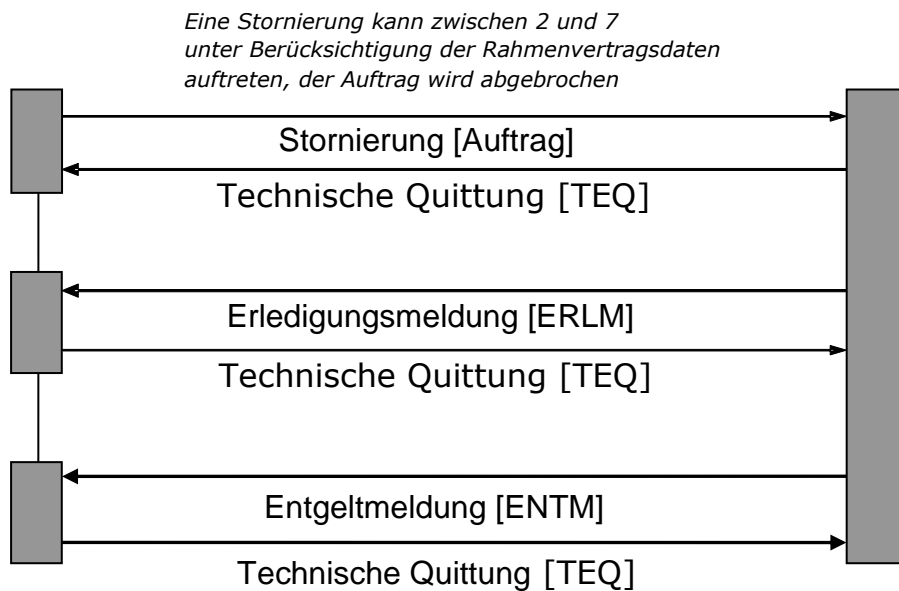 Eine Stornierung kann zwischen 2 und 7
unter Berücksichtigung der Rahmenvertragsdaten
auftreten, der Auftrag wird abgebrochen
Stornierung [Auftrag]
Technische Quittung [TEQ]
Erledigungsmeldung [ERLM]
Technische Quittung [TEQ]
Entgeltmeldung [ENTM]
Technische Quittung [TEQ]